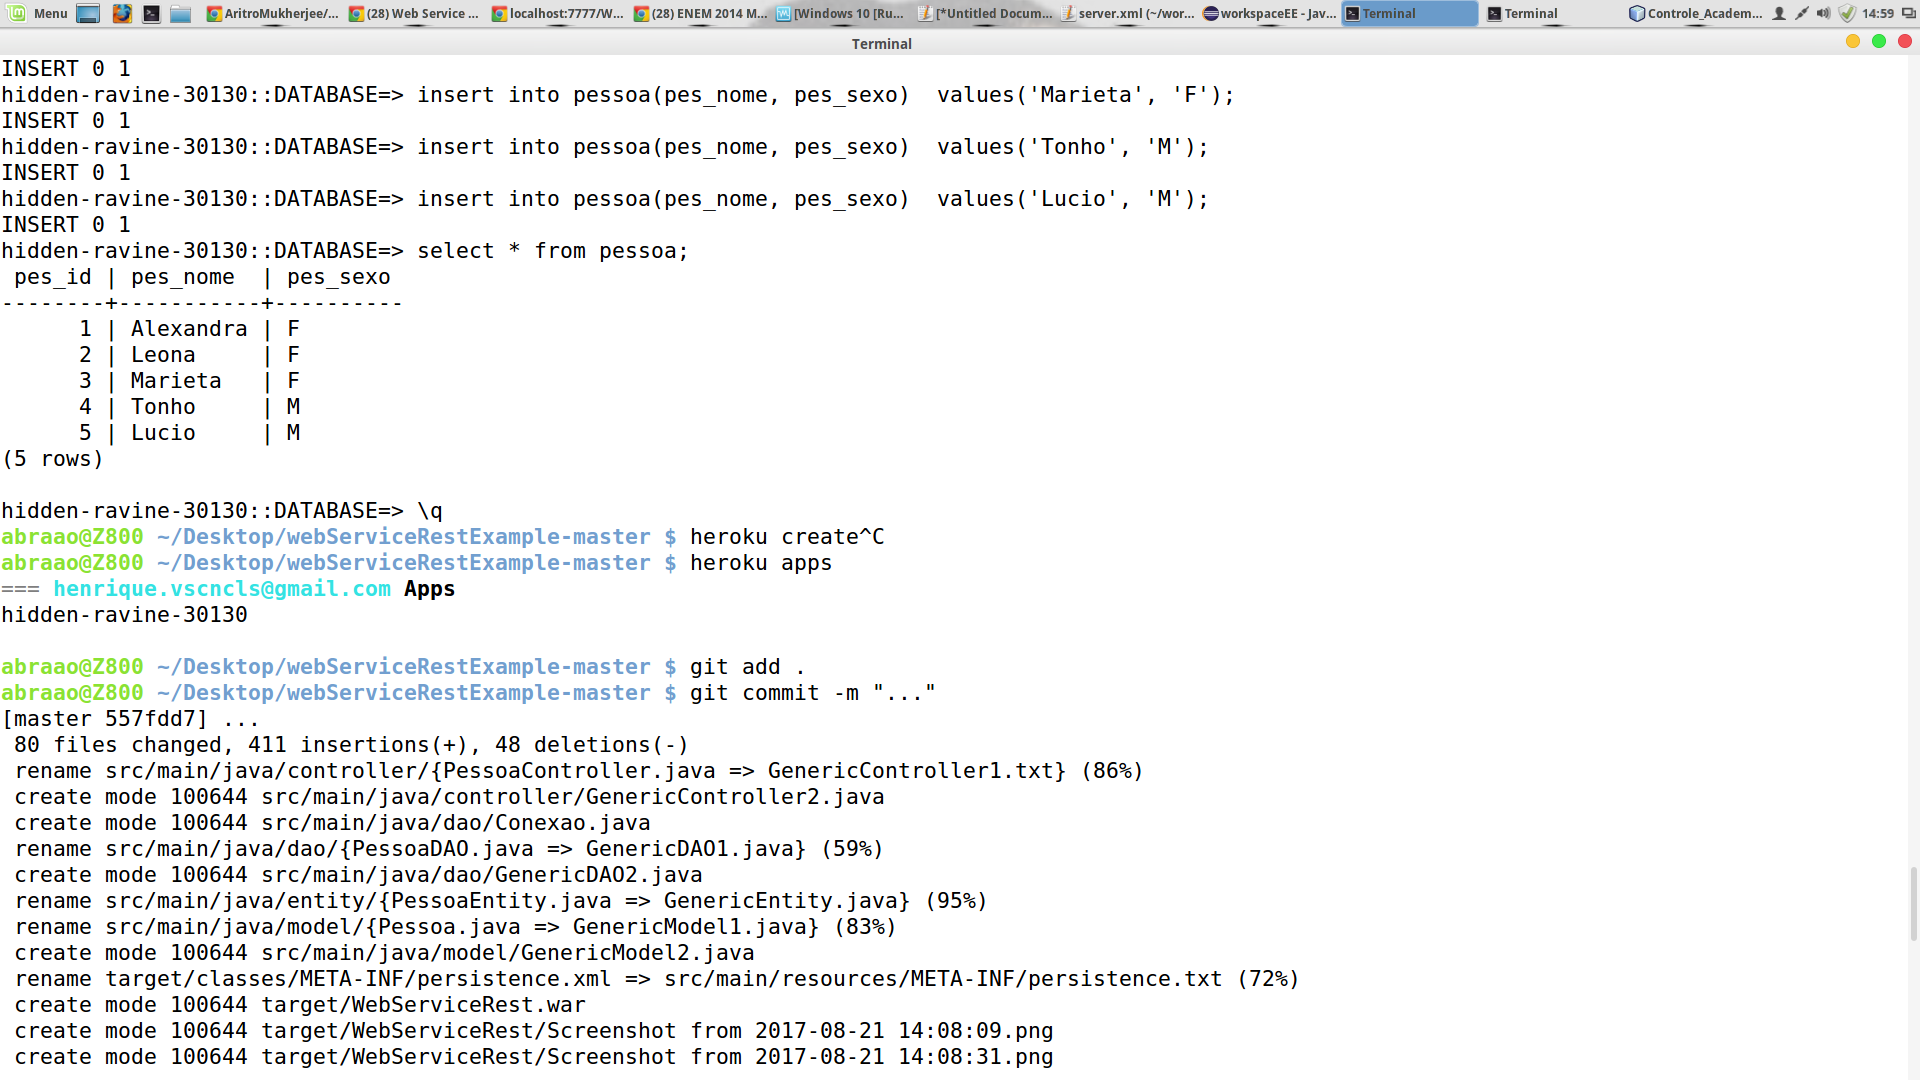 Menu AritroMukherjee/... (28) Web Service ... localhost:7777/W... (28) ENEM 2014 M... [Windows 10 [Ru... [*Untitled Docum... server.xml (~/wor... workspaceEE - Jav... Terminal Terminal Controle_Academ... 14:59
Terminal
INSERT 0 1
hidden-ravine-30130::DATABASE=> insert into pessoa(pes_nome, pes_sexo)  values('Marieta', 'F');
INSERT 0 1
hidden-ravine-30130::DATABASE=> insert into pessoa(pes_nome, pes_sexo)  values('Tonho', 'M');
INSERT 0 1
hidden-ravine-30130::DATABASE=> insert into pessoa(pes_nome, pes_sexo)  values('Lucio', 'M');
INSERT 0 1
hidden-ravine-30130::DATABASE=> select * from pessoa;
 pes_id | pes_nome  | pes_sexo
--------+-----------+----------
      1 | Alexandra | F
      2 | Leona     | F
      3 | Marieta   | F
      4 | Tonho     | M
      5 | Lucio     | M
(5 rows)

hidden-ravine-30130::DATABASE=> \q
abraao@Z800 ~/Desktop/webServiceRestExample-master $ heroku create^C
abraao@Z800 ~/Desktop/webServiceRestExample-master $ heroku apps
=== henrique.vscncls@gmail.com Apps
hidden-ravine-30130

abraao@Z800 ~/Desktop/webServiceRestExample-master $ git add .
abraao@Z800 ~/Desktop/webServiceRestExample-master $ git commit -m "..."
[master 557fdd7] ...
 80 files changed, 411 insertions(+), 48 deletions(-)
 rename src/main/java/controller/{PessoaController.java => GenericController1.txt} (86%)
 create mode 100644 src/main/java/controller/GenericController2.java
 create mode 100644 src/main/java/dao/Conexao.java
 rename src/main/java/dao/{PessoaDAO.java => GenericDAO1.java} (59%)
 create mode 100644 src/main/java/dao/GenericDAO2.java
 rename src/main/java/entity/{PessoaEntity.java => GenericEntity.java} (95%)
 rename src/main/java/model/{Pessoa.java => GenericModel1.java} (83%)
 create mode 100644 src/main/java/model/GenericModel2.java
 rename target/classes/META-INF/persistence.xml => src/main/resources/META-INF/persistence.txt (72%)
 create mode 100644 target/WebServiceRest.war
 create mode 100644 target/WebServiceRest/Screenshot from 2017-08-21 14:08:09.png
 create mode 100644 target/WebServiceRest/Screenshot from 2017-08-21 14:08:31.png